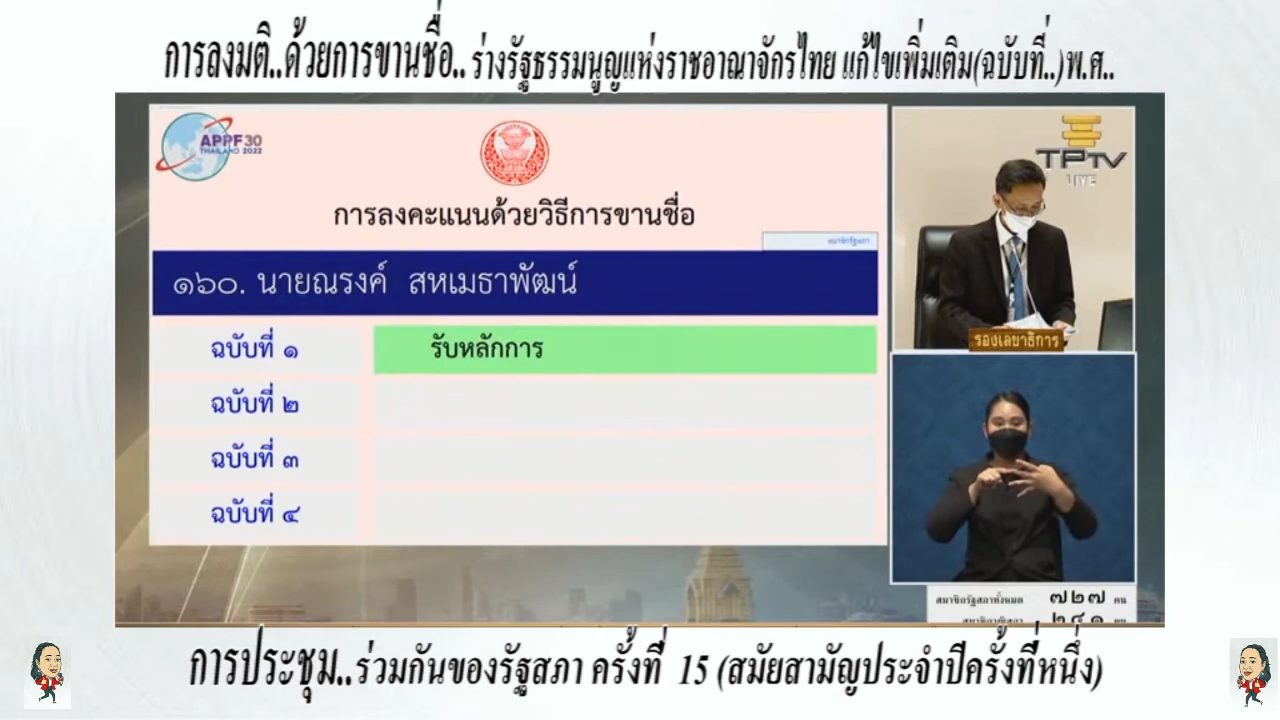 การลงมติ..ด้วยการขานชื่อ.. ร่างรัฐธรรมนูญแห่งราชอาณาจักรไทย แก้ไขเพิ่มเติม(ฉบับที่..)พ.ศ..
APPF30
THAILAND 2022
TPTV
LIVE
การลงคะแนนด้วยวิธีการขานชื่อ
สมาชิกรัฐสภา
๑๖๐. นายณรงค์ สหเมธาพัฒน์
ฉบับที่ ๑ รับหลักการ
ฉบับที่ ๒
ฉบับที่ ๓
ฉบับที่ ๔
รองเลขาธิการ
สมาชิกรัฐสภาทั้งหมด ๗๒๗ คน
การประชุม..ร่วมกันของรัฐสภา ครั้งที่ 15 (สมัยสามัญประจำปีครั้งที่หนึ่ง)